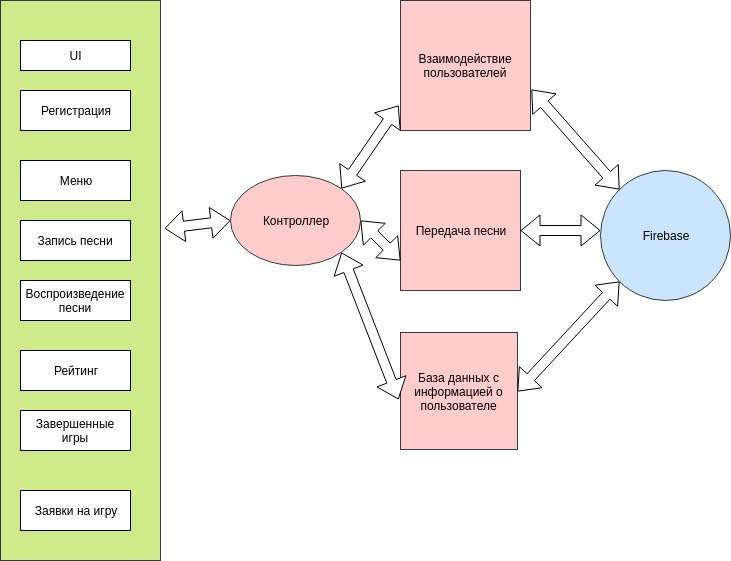 UI
Регистрация
Меню
Запись песни
Воспроизведение
песни
Рейтинг
Завершенные
игры
Заявки на игру
Контроллер
Взаимодействие
пользователей
Передача песни
База данных с
информацией о
пользователе
Firebase